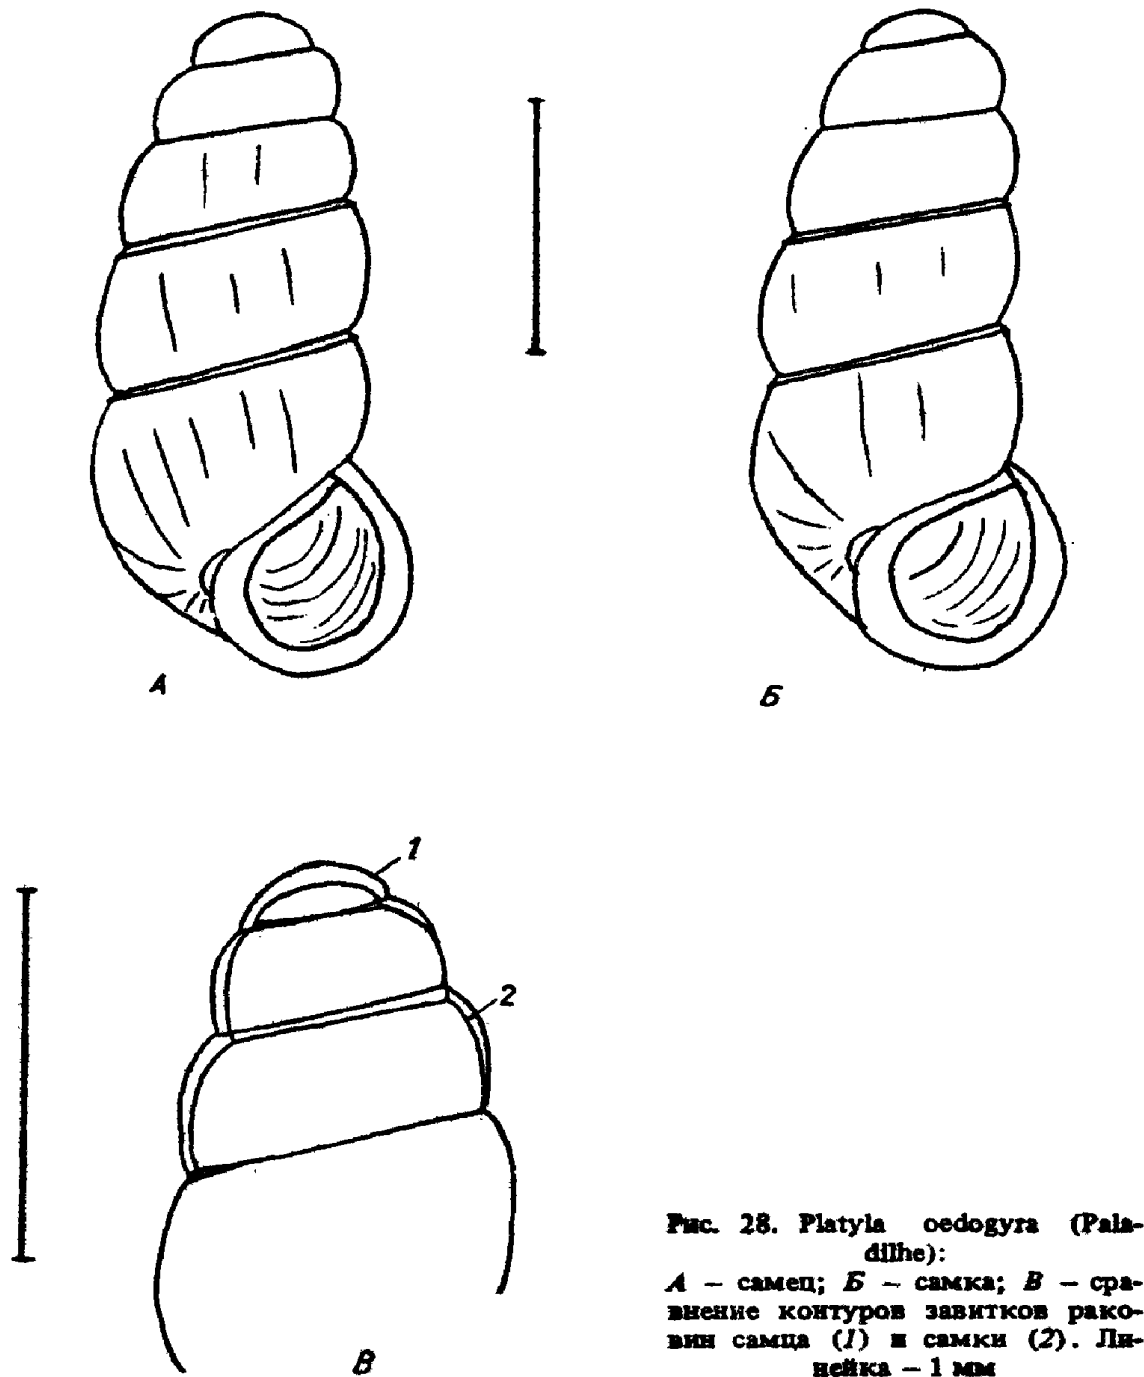 А
Б
1
2
В
Рис. 28. Platyla oedogyra (Pala-
dilhe):
А – самец; Б – самка; В – сра-
внение контуров завитков рако-
вин самца (1) и самки (2). Ли-
нейка – 1 мм